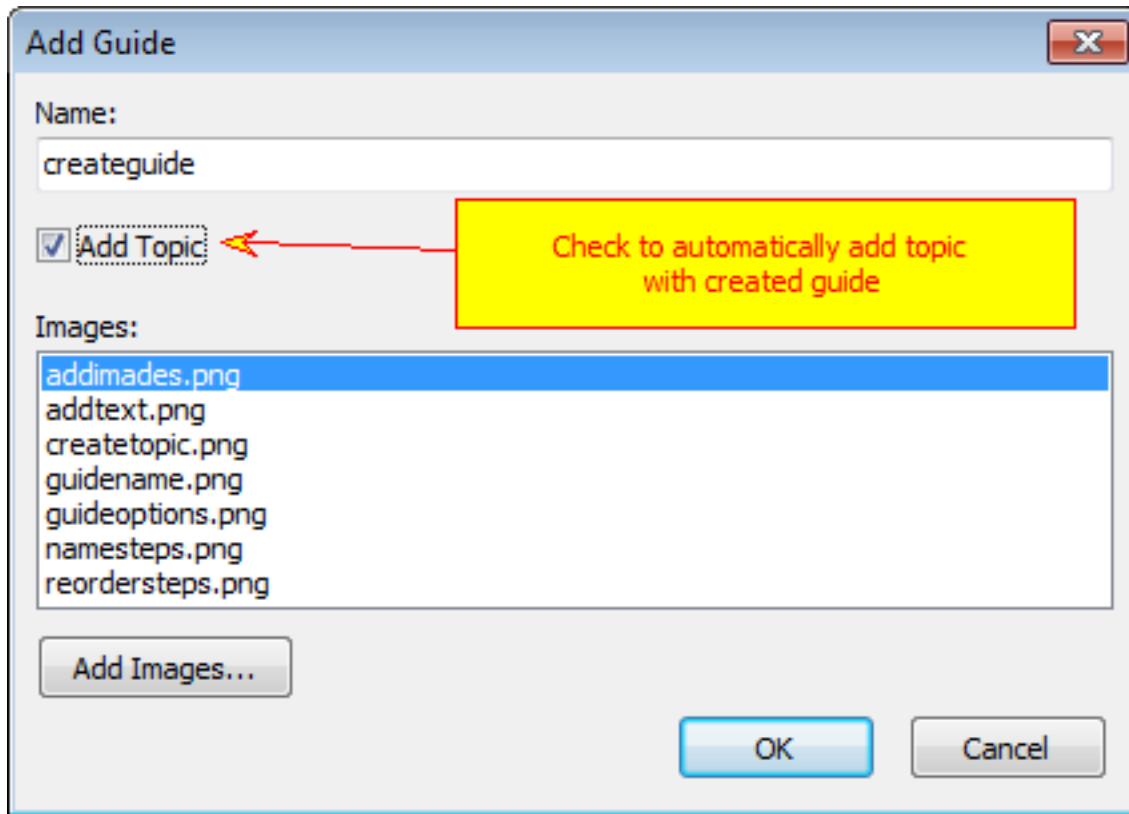 Add Guide
Name:
createguide
Add Topic
Check to automatically add topic
with created guide
Images:
addimades.png
addtext.png
createtopic.png
guidename.png
guideoptions.png
namesteps.png
reordersteps.png
Add Images...
OK
Cancel